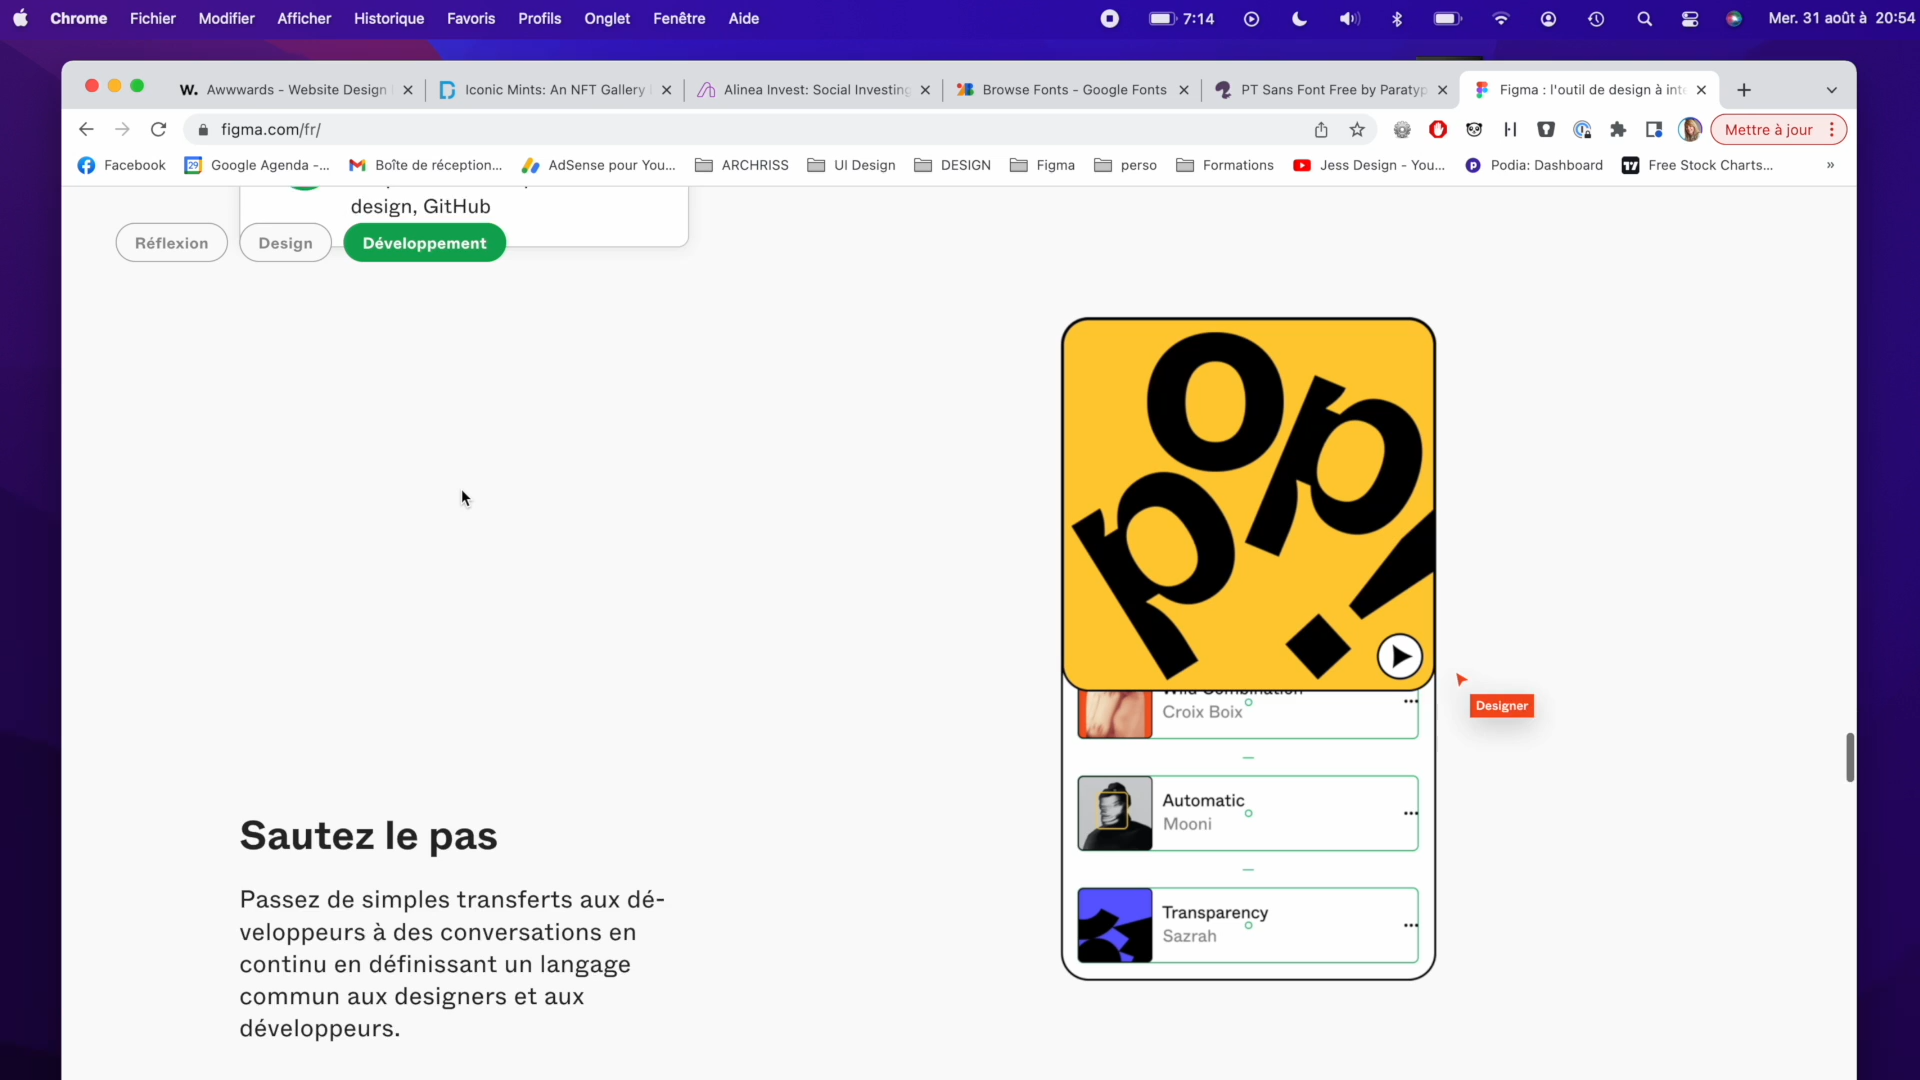 Chrome Fichier Modifier Afficher Historique Favoris Profils Onglet Fenêtre Aide 7:14 Mer. 31 août à 20:54
W. Awwwards - Website Design Iconic Mints: An NFT Gallery Alinea Invest: Social Investing Browse Fonts - Google Fonts PT Sans Font Free by Paratyp Figma : l'outil de design à inte
figma.com/fr/ Mettre à jour
Facebook Google Agenda -... Boîte de réception... AdSense pour You... ARCHRISS UI Design DESIGN Figma perso Formations Jess Design - You... Podia: Dashboard Free Stock Charts... »
design, GitHub
Réflexion Design Développement
pop!
Croix Boix
Designer
Automatic
Mooni
Transparency
Sazrah
Sautez le pas
Passez de simples transferts aux dé-
veloppeurs à des conversations en
continu en définissant un langage
commun aux designers et aux
développeurs.